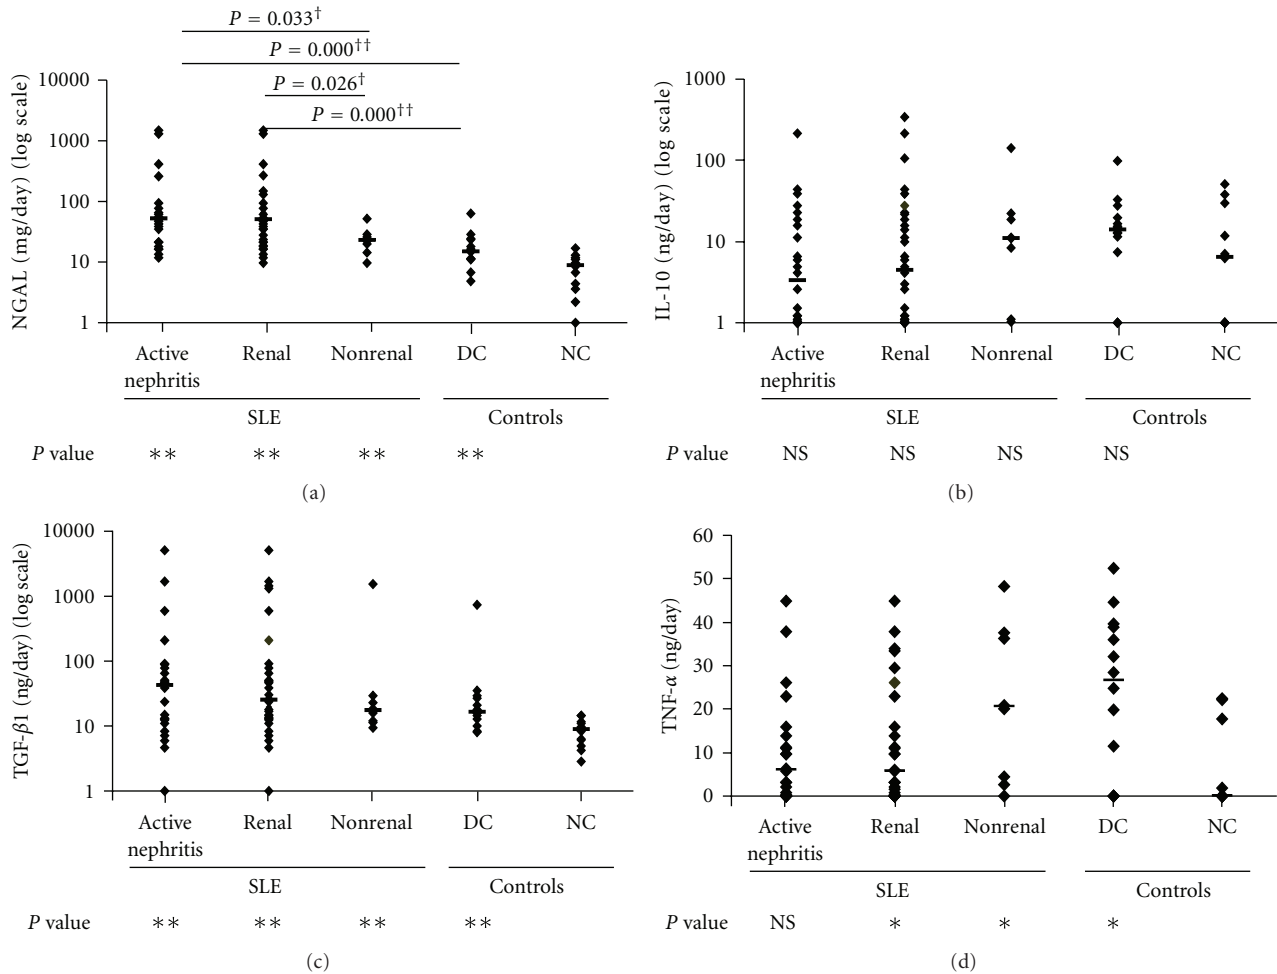 P = 0.033†
P = 0.000††
P = 0.026†
P = 0.000††
NGAL (mg/day) (log scale)
10000
1000
100
10
1
Active nephritis
Renal
Nonrenal
DC
NC
SLE
Controls
P value
∗∗
∗∗
∗∗
∗∗
(a)
IL-10 (ng/day) (log scale)
1000
100
10
1
Active nephritis
Renal
Nonrenal
DC
NC
SLE
Controls
P value
NS
NS
NS
NS
(b)
TGF-β1 (ng/day) (log scale)
10000
1000
100
10
1
Active nephritis
Renal
Nonrenal
DC
NC
SLE
Controls
P value
∗∗
∗∗
∗∗
∗∗
(c)
TNF-α (ng/day)
60
50
40
30
20
10
0
Active nephritis
Renal
Nonrenal
DC
NC
SLE
Controls
P value
NS
∗
∗
∗
(d)